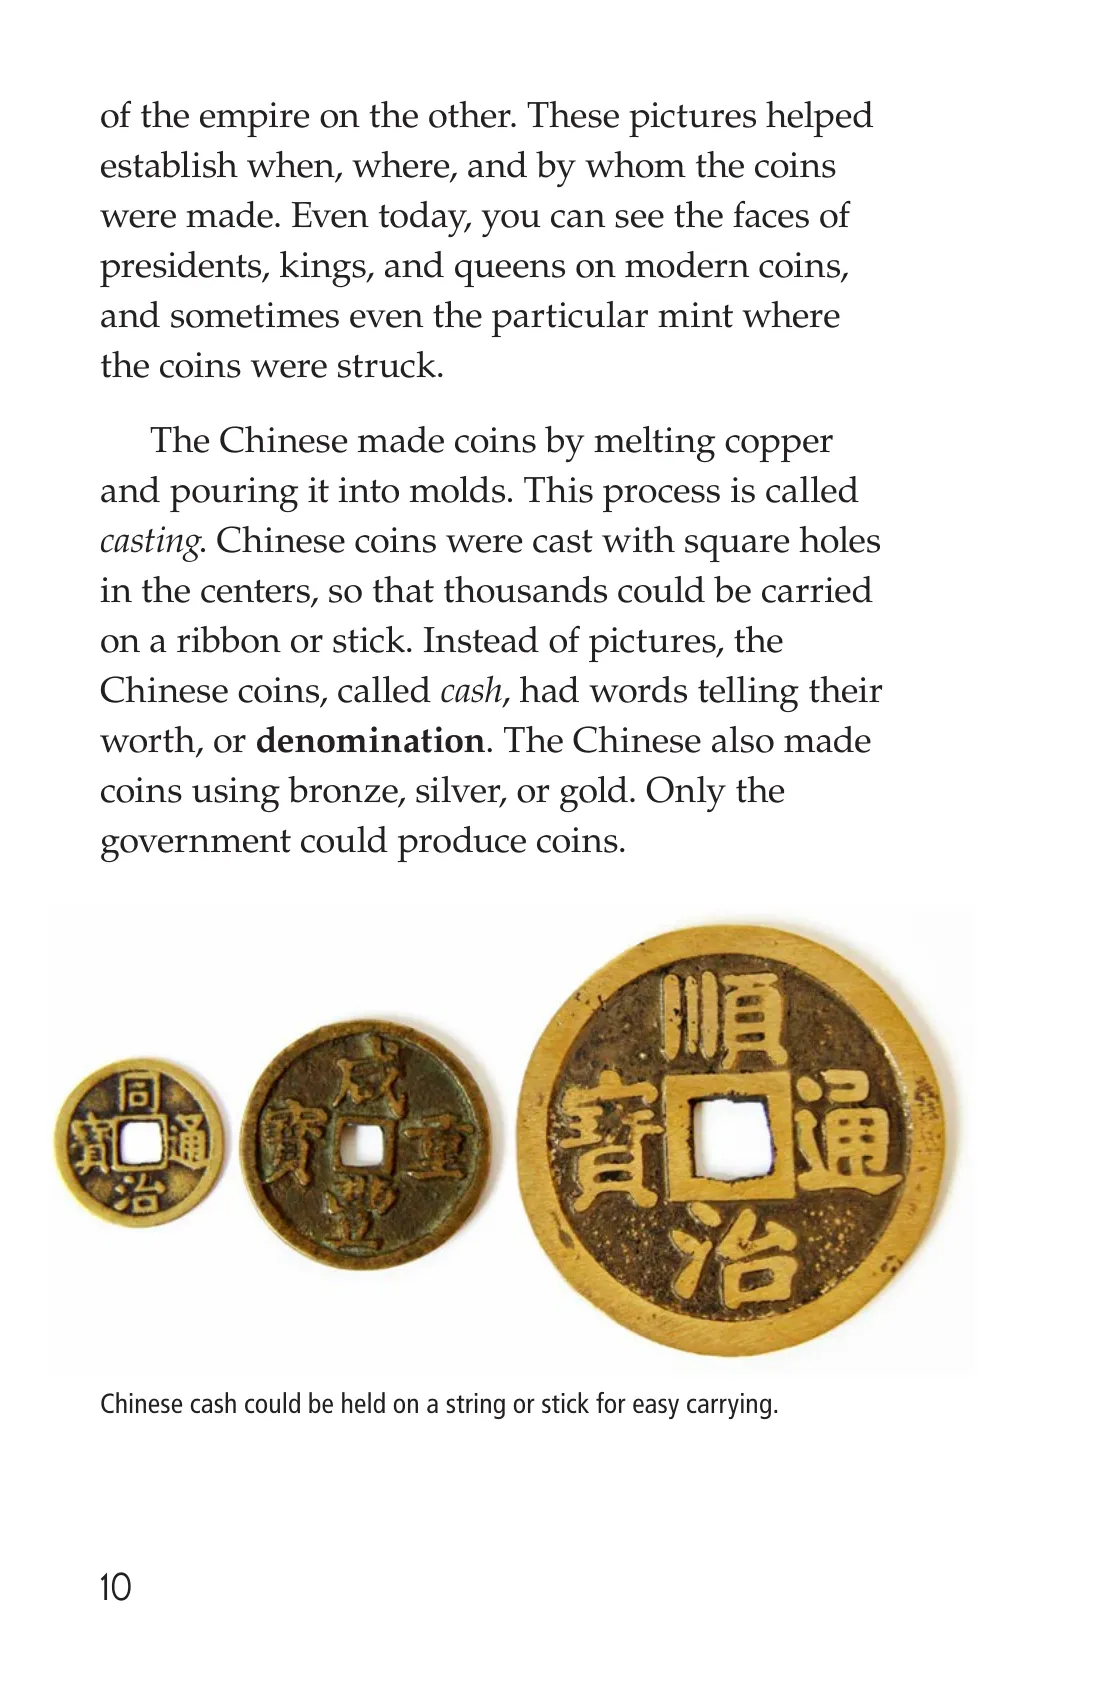 of the empire on the other. These pictures helped
establish when, where, and by whom the coins
were made. Even today, you can see the faces of
presidents, kings, and queens on modern coins,
and sometimes even the particular mint where
the coins were struck.
The Chinese made coins by melting copper
and pouring it into molds. This process is called
casting. Chinese coins were cast with square holes
in the centers, so that thousands could be carried
on a ribbon or stick. Instead of pictures, the
Chinese coins, called cash, had words telling their
worth, or denomination. The Chinese also made
coins using bronze, silver, or gold. Only the
government could produce coins.
同治通寶
咸豐重寶
順治通寶
Chinese cash could be held on a string or stick for easy carrying.
10